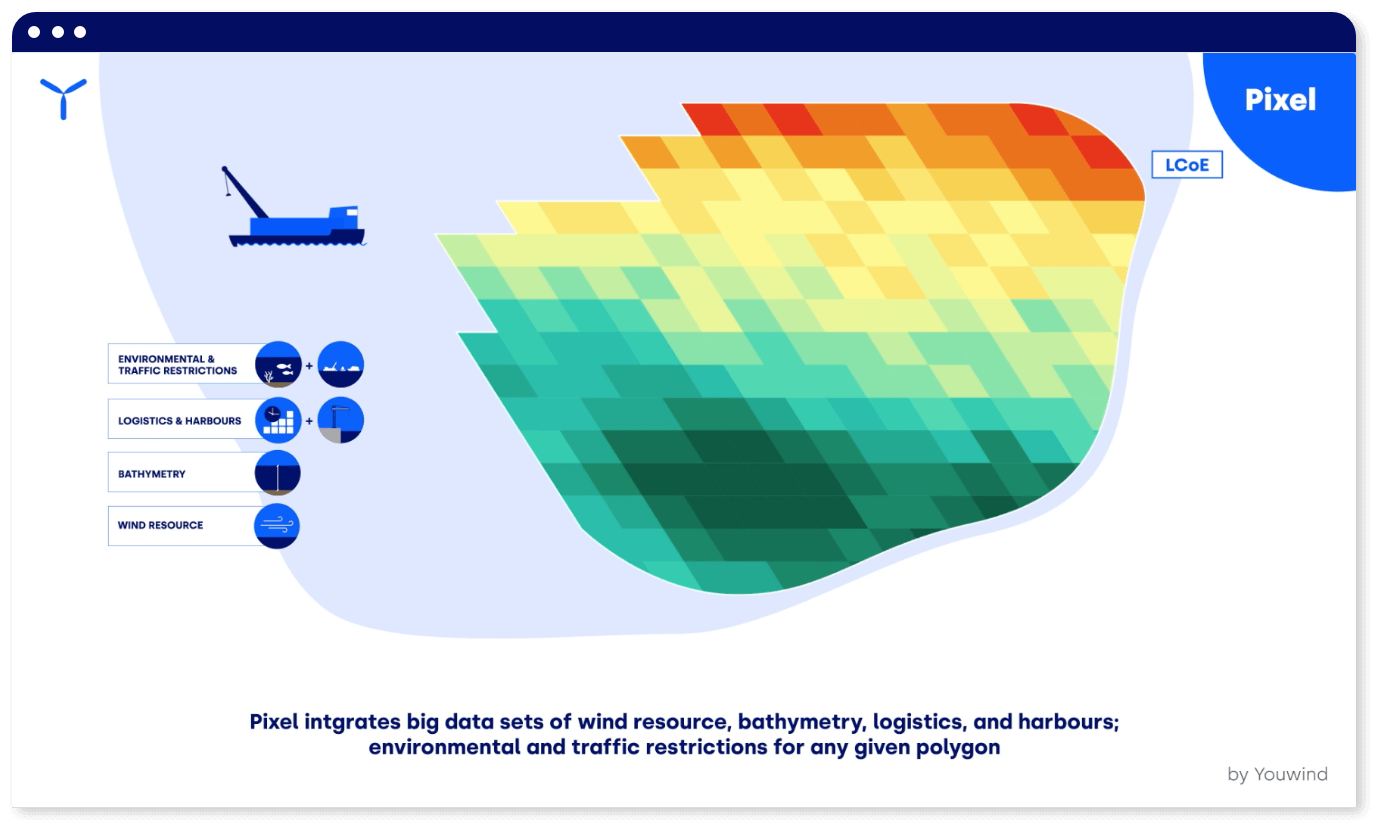 Pixel
LCoE
ENVIRONMENTAL &
TRAFFIC RESTRICTIONS
+
LOGISTICS & HARBOURS
+
BATHYMETRY
WIND RESOURCE
Pixel intgrates big data sets of wind resource, bathymetry, logistics, and harbours;
environmental and traffic restrictions for any given polygon
by Youwind